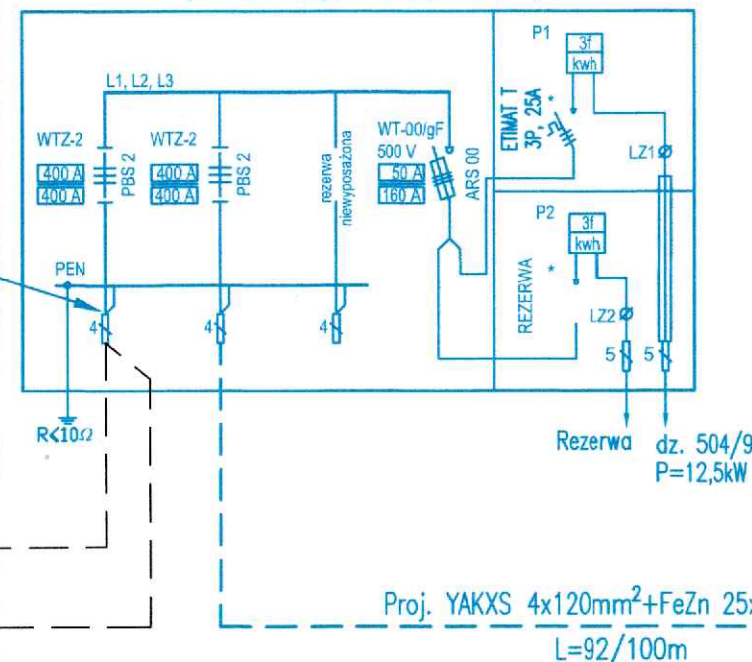 L1, L2, L3
WTZ-2
400 A
400 A
PBS 2
WTZ-2
400 A
400 A
PBS 2
rezerwa
niewyposażona
WT-00/gF
500 V
50 A
160 A
ARS 00
P1
3f
kwh
ETIMAT T
3P, 25A
*
LZ1
P2
3f
kwh
REZERWA
*
LZ2
PEN
4
4
4
5
5
R<10Ω
Rezerwa
dz. 504/9
P=12,5kW
Proj. YAKXS 4x120mm²+FeZn 25x
L=92/100m